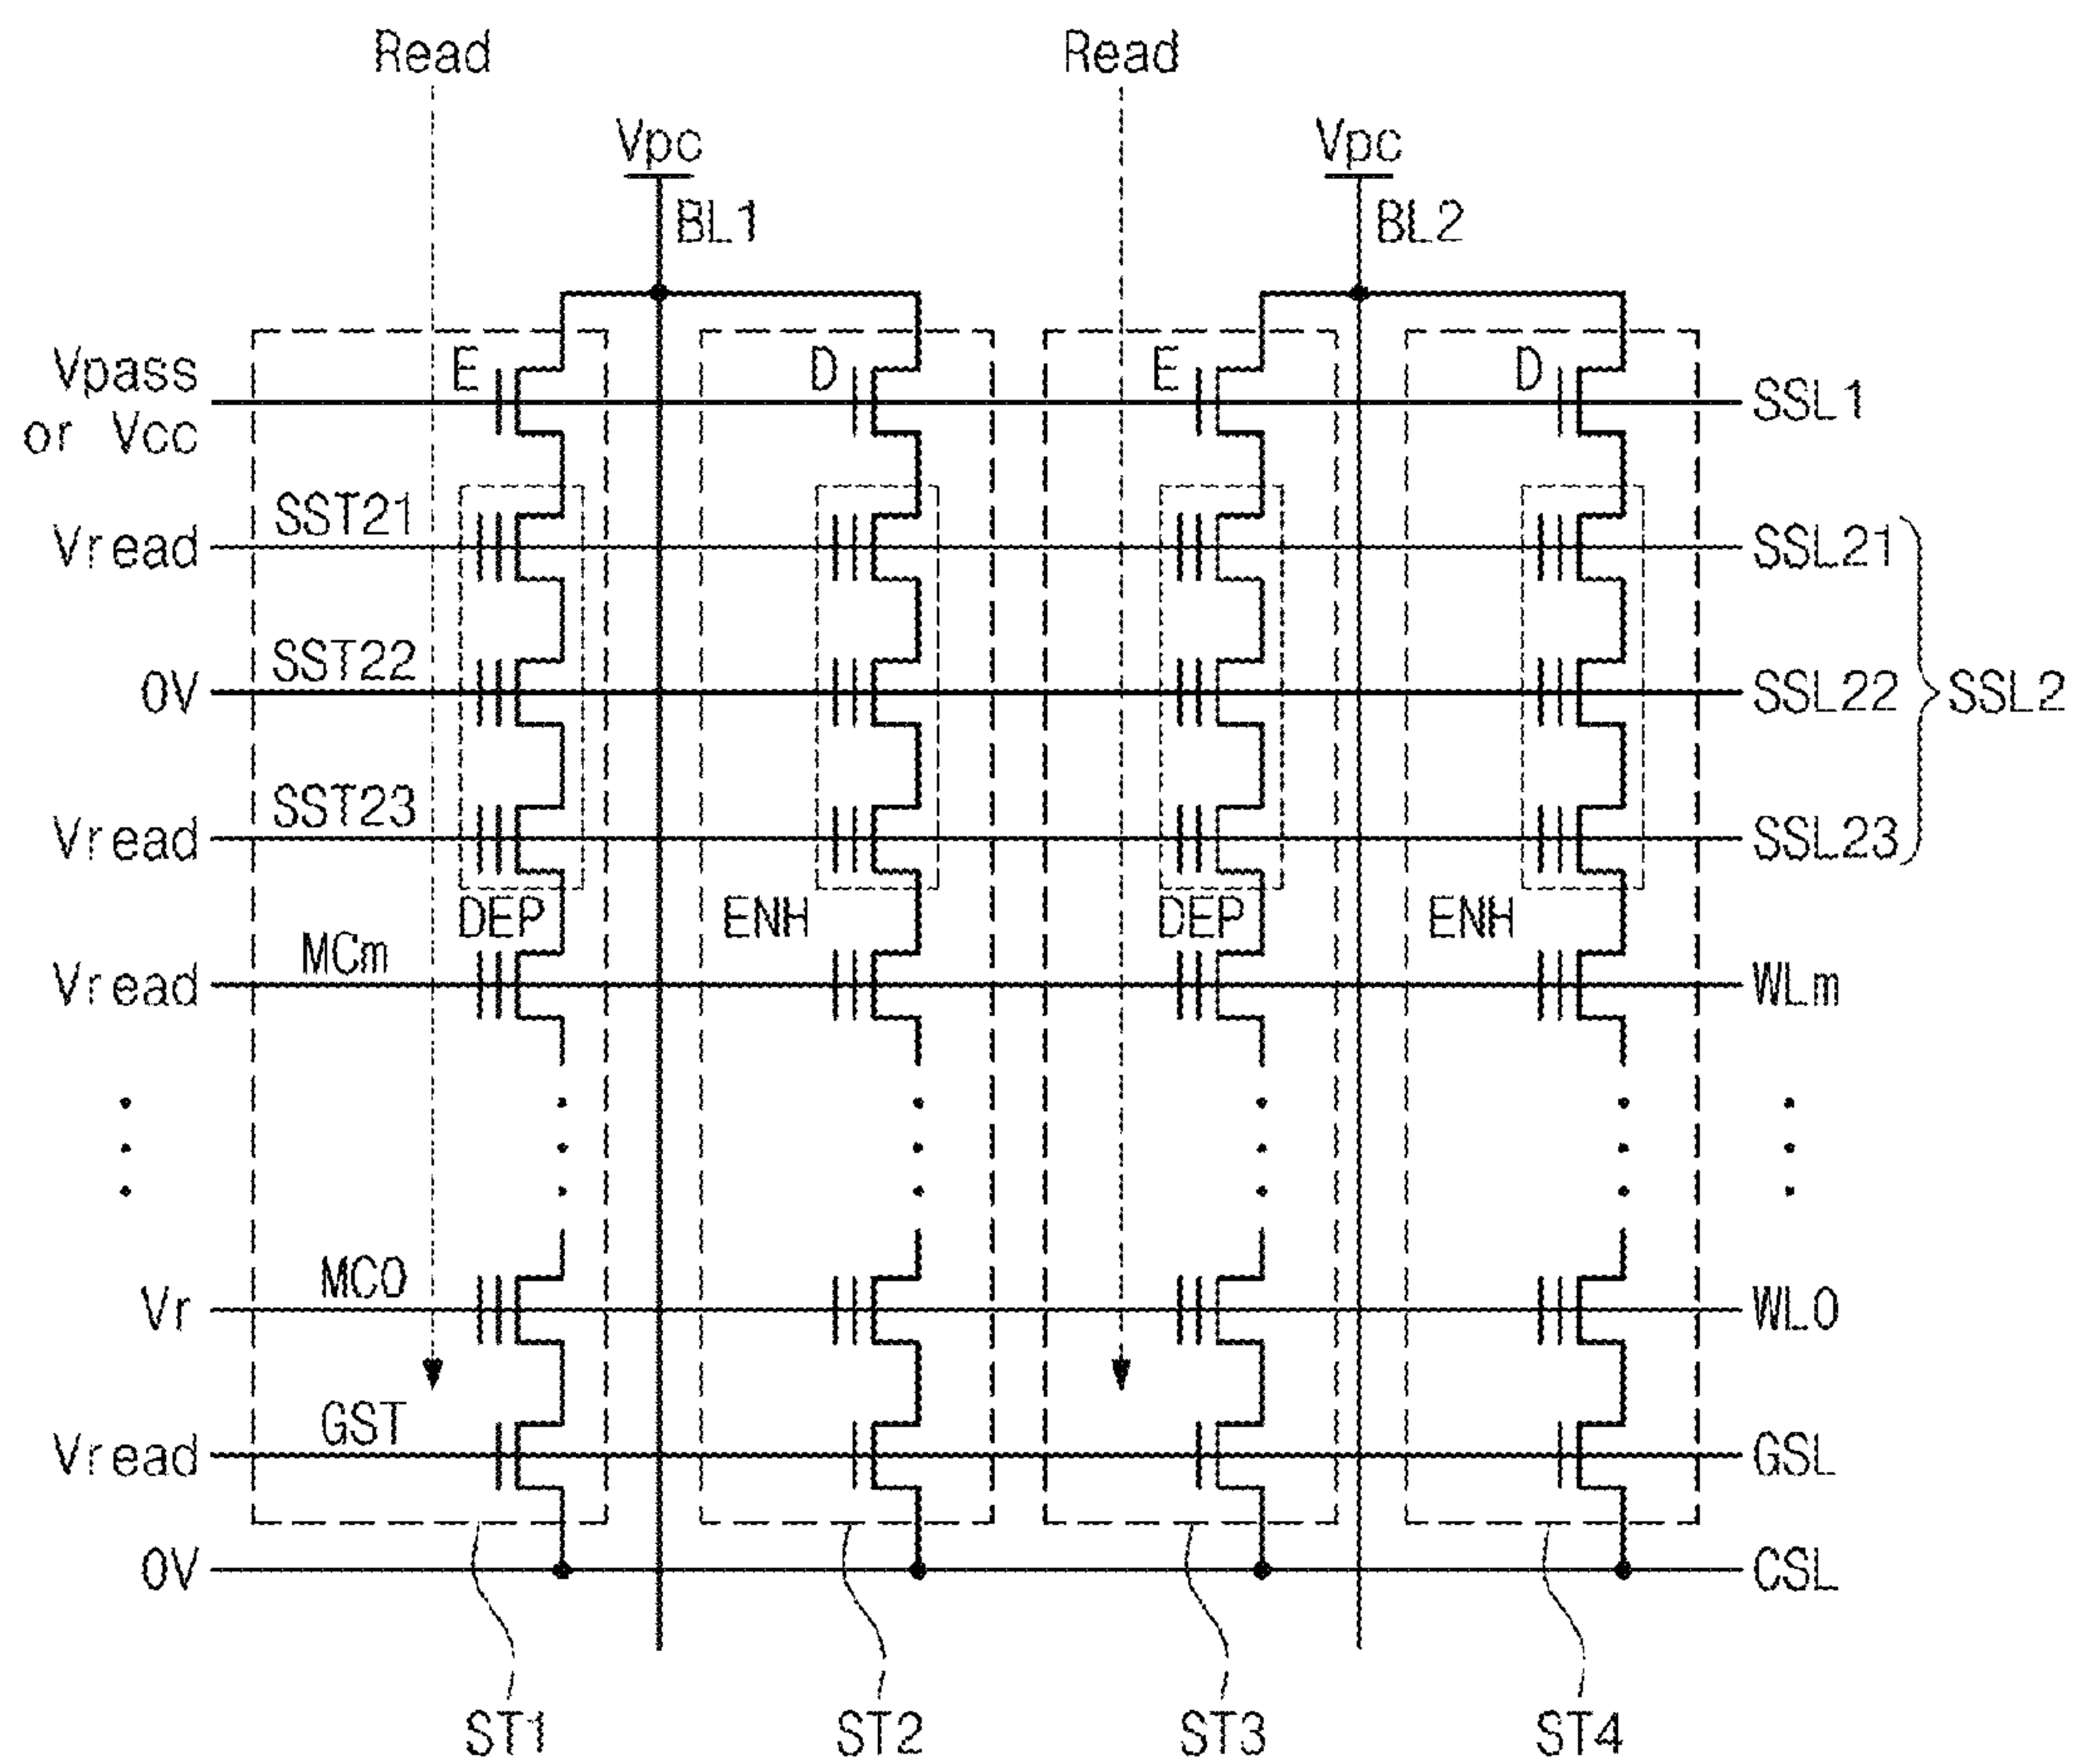 Read Read
Vpc Vpc
BL1 BL2
Vpass
or Vcc
E D E D
SSL1
SST21
Vread
SSL21
SST22
0V
SSL22
SSL2
SST23
Vread
SSL23
DEP ENH DEP ENH
MCm
Vread
WLm
MC0
Vr
WL0
GST
Vread
GSL
0V
CSL
ST1 ST2 ST3 ST4